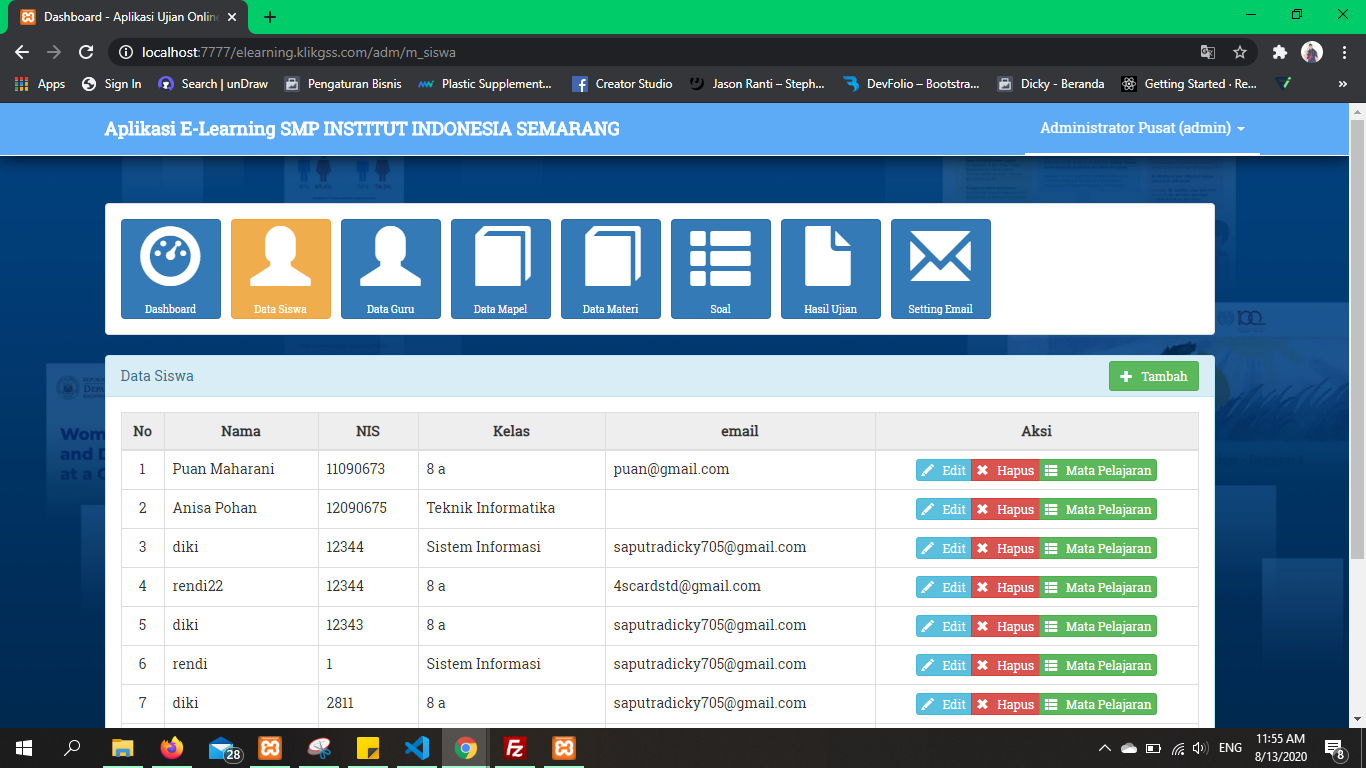 Dashboard - Aplikasi Ujian Onlin
localhost:7777/elearning.klikgss.com/adm/m_siswa
Apps Sign In Search | unDraw Pengaturan Bisnis Plastic Supplement... Creator Studio Jason Ranti – Steph... DevFolio – Bootstra... Dicky - Beranda Getting Started · Re... »
Aplikasi E-Learning SMP INSTITUT INDONESIA SEMARANG Administrator Pusat (admin)
Dashboard Data Siswa Data Guru Data Mapel Data Materi Soal Hasil Ujian Setting Email
Data Siswa Tambah
No Nama NIS Kelas email Aksi
1 Puan Maharani 11090673 8 a puan@gmail.com Edit Hapus Mata Pelajaran
2 Anisa Pohan 12090675 Teknik Informatika Edit Hapus Mata Pelajaran
3 diki 12344 Sistem Informasi saputradicky705@gmail.com Edit Hapus Mata Pelajaran
4 rendi22 12344 8 a 4scardstd@gmail.com Edit Hapus Mata Pelajaran
5 diki 12343 8 a saputradicky705@gmail.com Edit Hapus Mata Pelajaran
6 rendi 1 Sistem Informasi saputradicky705@gmail.com Edit Hapus Mata Pelajaran
7 diki 2811 8 a saputradicky705@gmail.com Edit Hapus Mata Pelajaran
Wom
and D
at a C
28
ENG
11:55 AM
8/13/2020
8